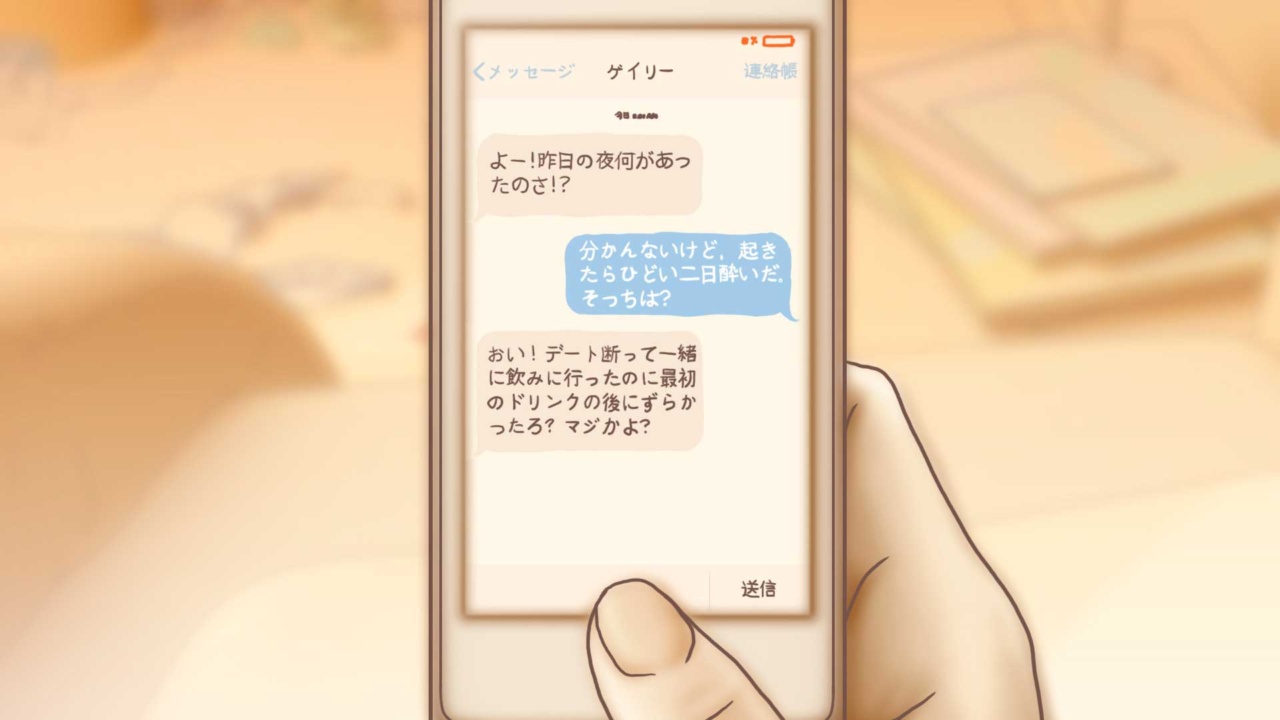 メッセージ ゲイリー 連絡帳
今日
よー!昨日の夜何があっ
たのさ!?
分かんないけど, 起き
たらひどい二日酔いだ。
そっちは?
おい! デート断って一緒
に飲みに行ったのに最初
のドリンクの後にずらか
ったろ? マジかよ?
送信